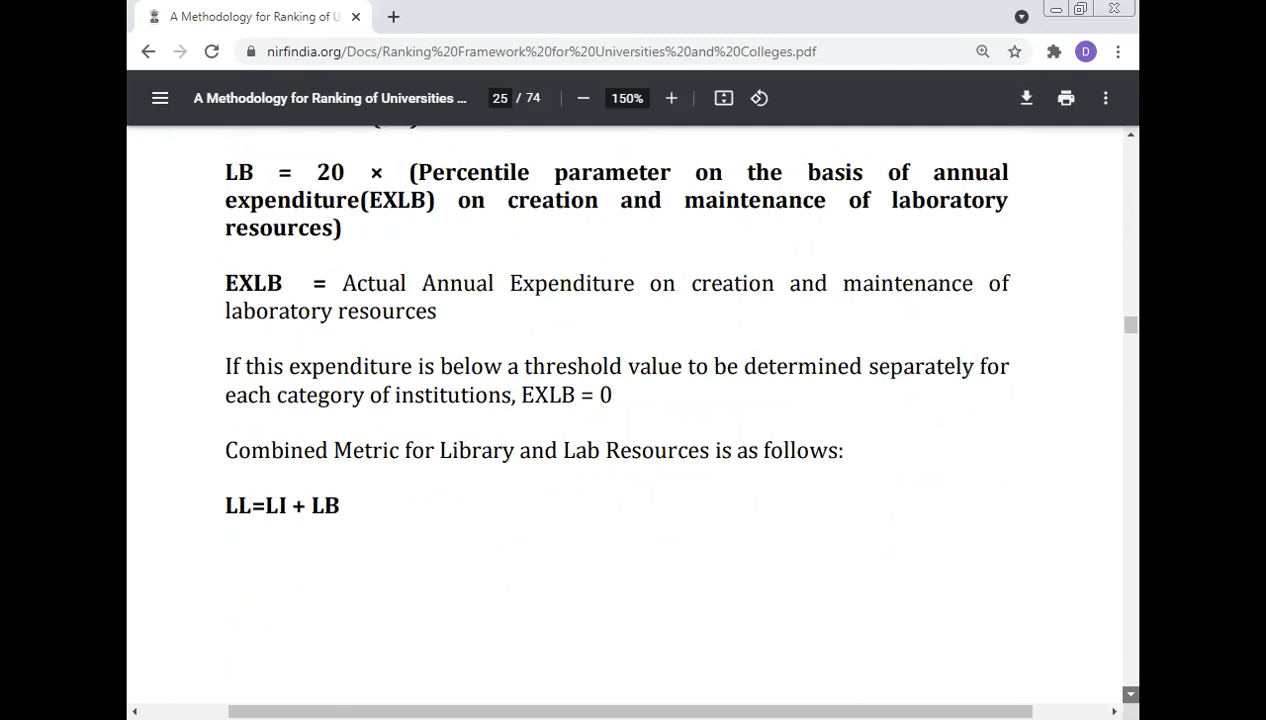 A Methodology for Ranking of U
nirfindia.org/Docs/Ranking%20Framework%20for%20Universities%20and%20Colleges.pdf
D
A Methodology for Ranking of Universities ...
25 / 74
150%
LB = 20 × (Percentile parameter on the basis of annual
expenditure(EXLB) on creation and maintenance of laboratory
resources)
EXLB = Actual Annual Expenditure on creation and maintenance of
laboratory resources
If this expenditure is below a threshold value to be determined separately for
each category of institutions, EXLB = 0
Combined Metric for Library and Lab Resources is as follows:
LL=LI + LB